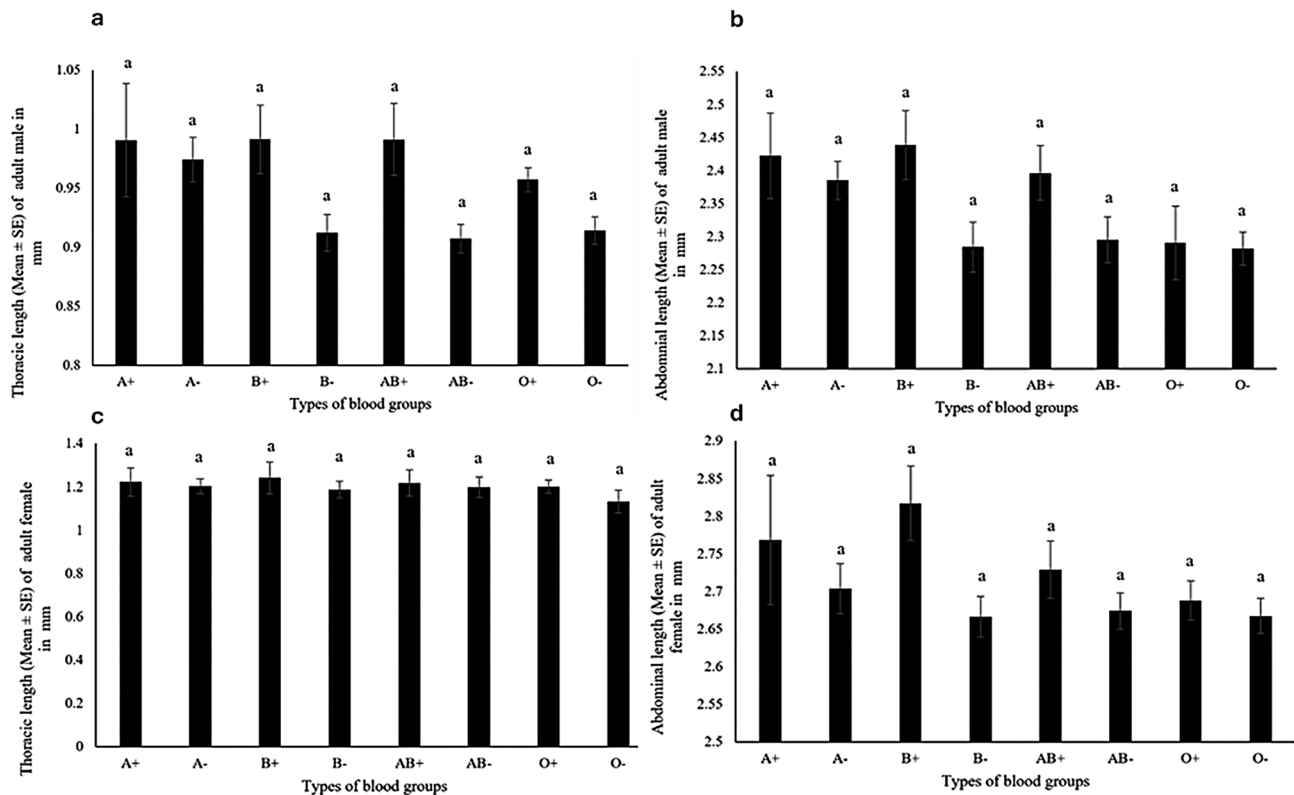 a
Thoracic length (Mean ± SE) of adult male in
mm
1.05
1
0.95
0.9
0.85
0.8
a
a
a
a
a
a
a
a
A+
A-
B+
B-
AB+
AB-
O+
O-
Types of blood groups
b
Abdomnial length (Mean ± SE) of adult male
in mm
2.55
2.5
2.45
2.4
2.35
2.3
2.25
2.2
2.15
2.1
a
a
a
a
a
a
a
a
A+
A-
B+
B-
AB+
AB-
O+
O-
Types of blood groups
c
Thoracic length (Mean ± SE) of adult female
in mm
1.4
1.2
1
0.8
0.6
0.4
0.2
0
a
a
a
a
a
a
a
a
A+
A-
B+
B-
AB+
AB-
O+
O-
Types of blood groups
d
Abdominal length (Mean ± SE) of adult
female in mm
2.9
2.85
2.8
2.75
2.7
2.65
2.6
2.55
2.5
a
a
a
a
a
a
a
a
A+
A-
B+
B-
AB+
AB-
O+
O-
Types of blood groups